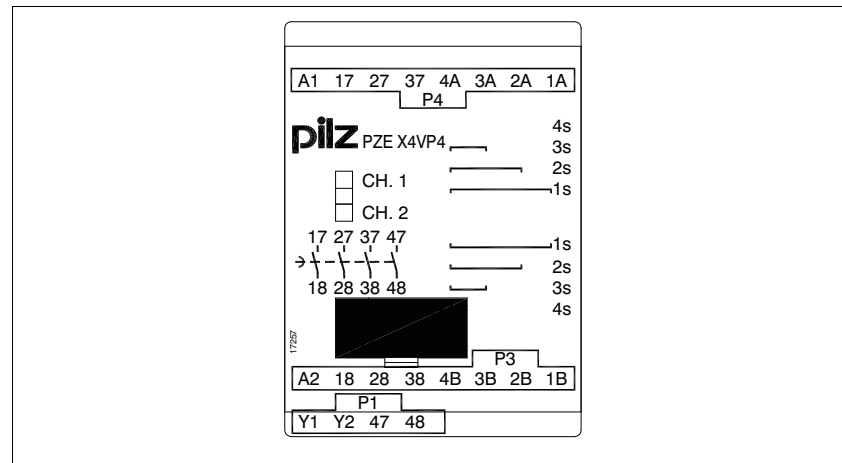 A1 17 27 37 4A 3A 2A 1A
P4
pilz PZE X4VP4
4s
3s
2s
1s
CH. 1
CH. 2
17 27 37 47
18 28 38 48
1s
2s
3s
4s
17257
P3
A2 18 28 38 4B 3B 2B 1B
P1
Y1 Y2 47 48